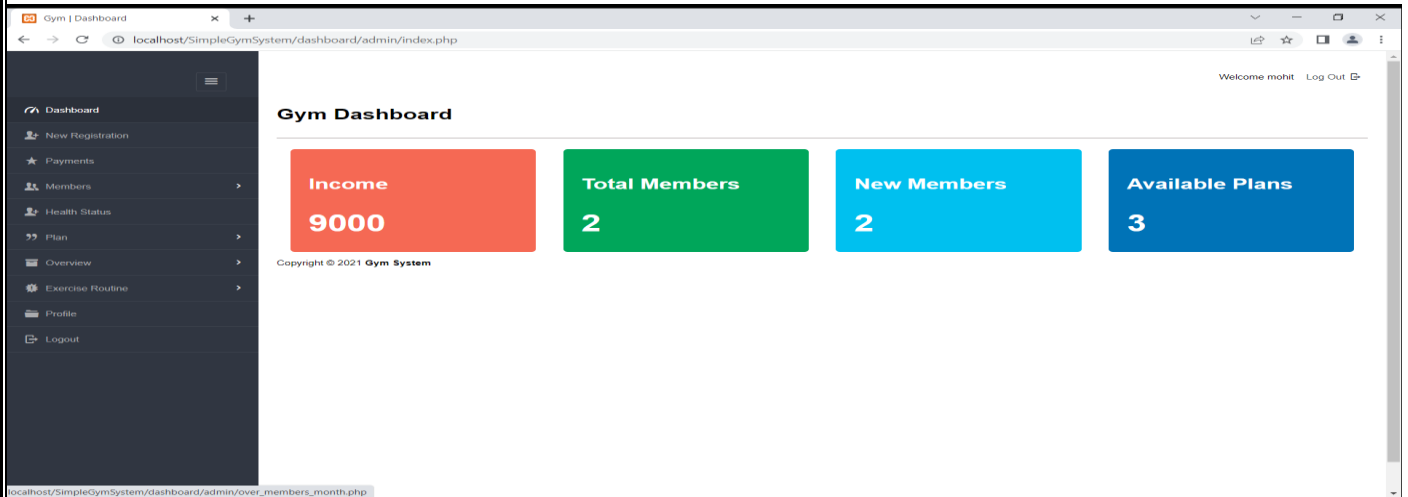 Gym | Dashboard
localhost/SimpleGymSystem/dashboard/admin/index.php
Welcome mohit Log Out
Dashboard
New Registration
Payments
Members
Health Status
Plan
Overview
Exercise Routine
Profile
Logout
Gym Dashboard
Income
9000
Total Members
2
New Members
2
Available Plans
3
Copyright © 2021 Gym System
localhost/SimpleGymSystem/dashboard/admin/over_members_month.php